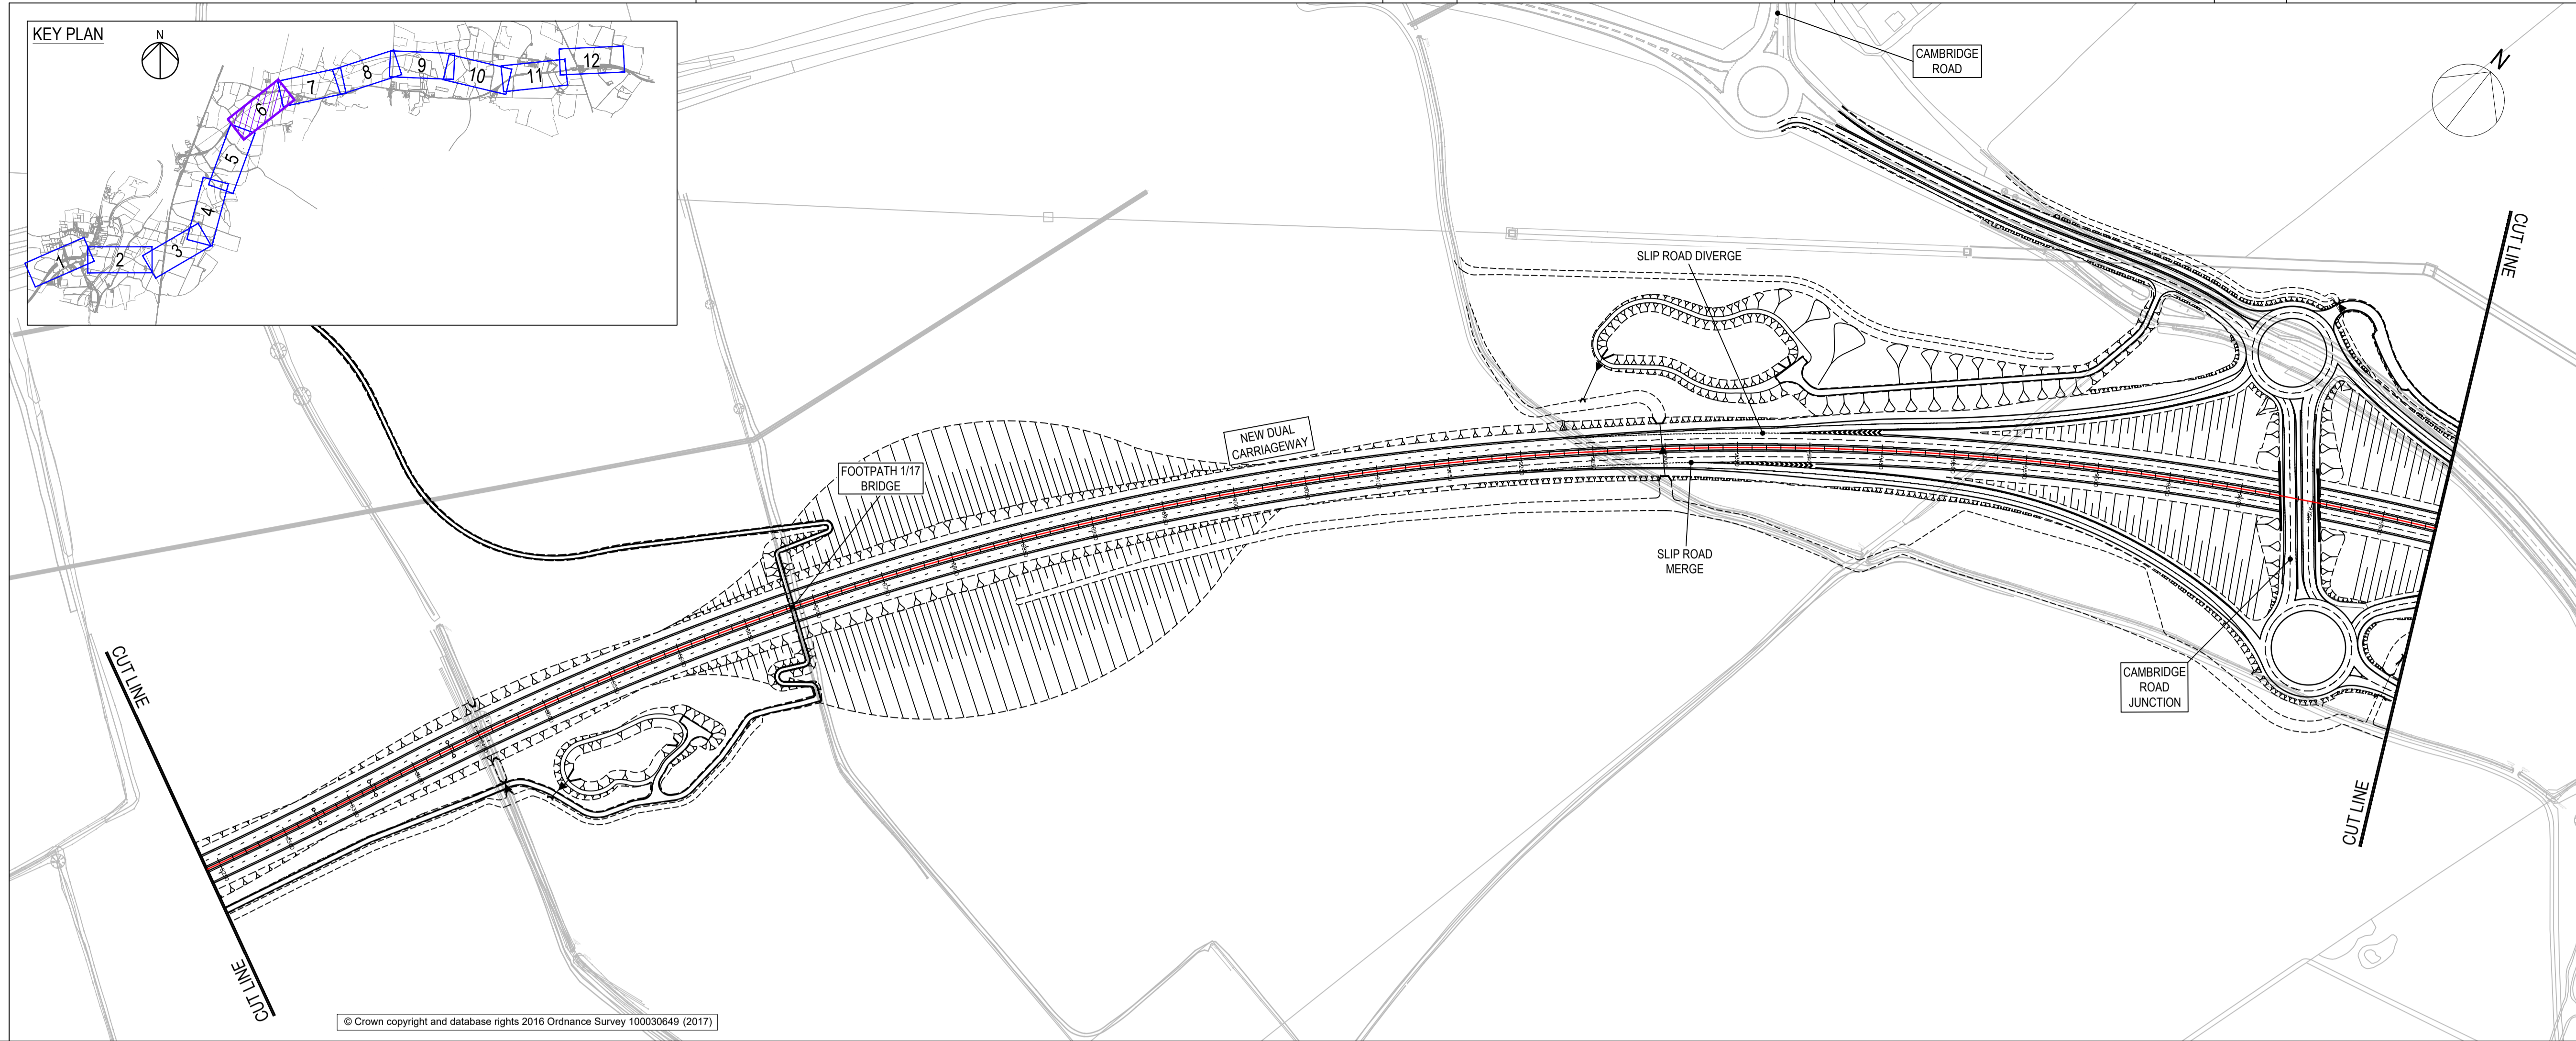 KEY PLAN
N
1
2
3
4
5
6
7
8
9
10
11
12
CAMBRIDGE
ROAD
N
SLIP ROAD DIVERGE
CUT LINE
NEW DUAL
CARRIAGEWAY
FOOTPATH 1/17
BRIDGE
SLIP ROAD
MERGE
CUT LINE
CAMBRIDGE
ROAD
JUNCTION
CUT LINE
CUT LINE
© Crown copyright and database rights 2016 Ordnance Survey 100030649 (2017)